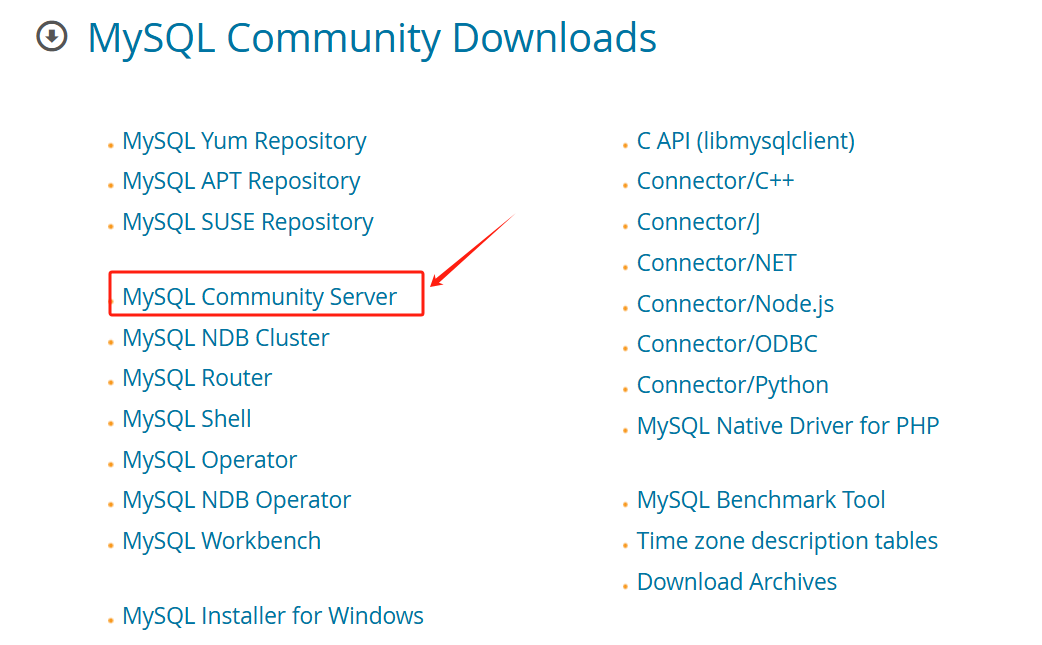 MySQL Community Downloads
MySQL Yum Repository
MySQL APT Repository
MySQL SUSE Repository
MySQL Community Server
MySQL NDB Cluster
MySQL Router
MySQL Shell
MySQL Operator
MySQL NDB Operator
MySQL Workbench
MySQL Installer for Windows
C API (libmysqlclient)
Connector/C++
Connector/J
Connector/NET
Connector/Node.js
Connector/ODBC
Connector/Python
MySQL Native Driver for PHP
MySQL Benchmark Tool
Time zone description tables
Download Archives